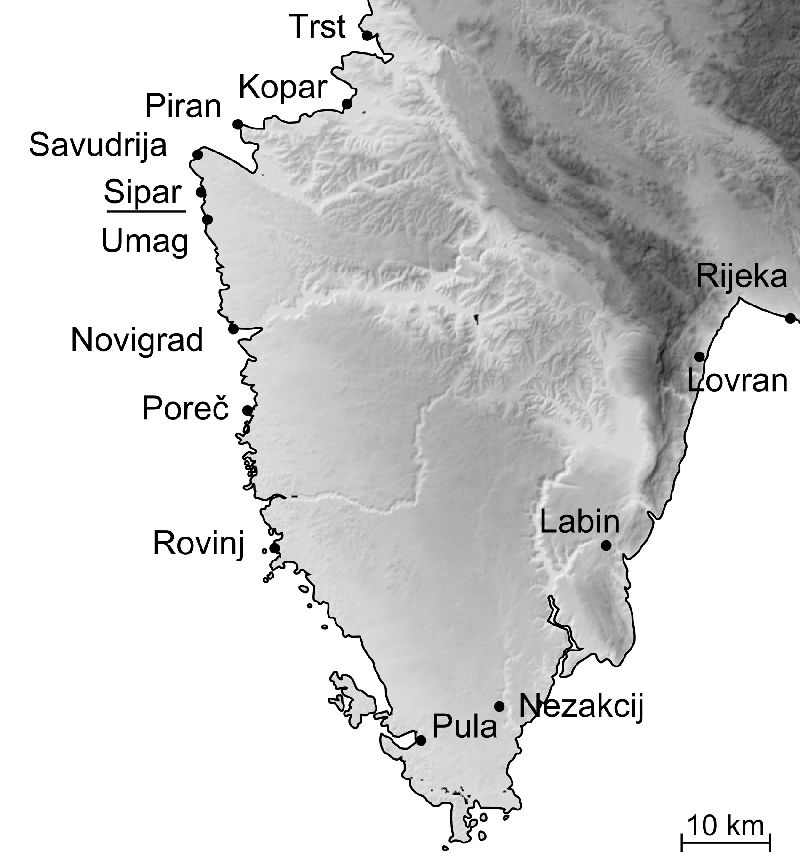 Trst
Kopar
Piran
Savudrija
Sipar
Umag
Rijeka
Novigrad
Lovran
Poreč
Labin
Rovinj
Nezakcij
Pula
10 km